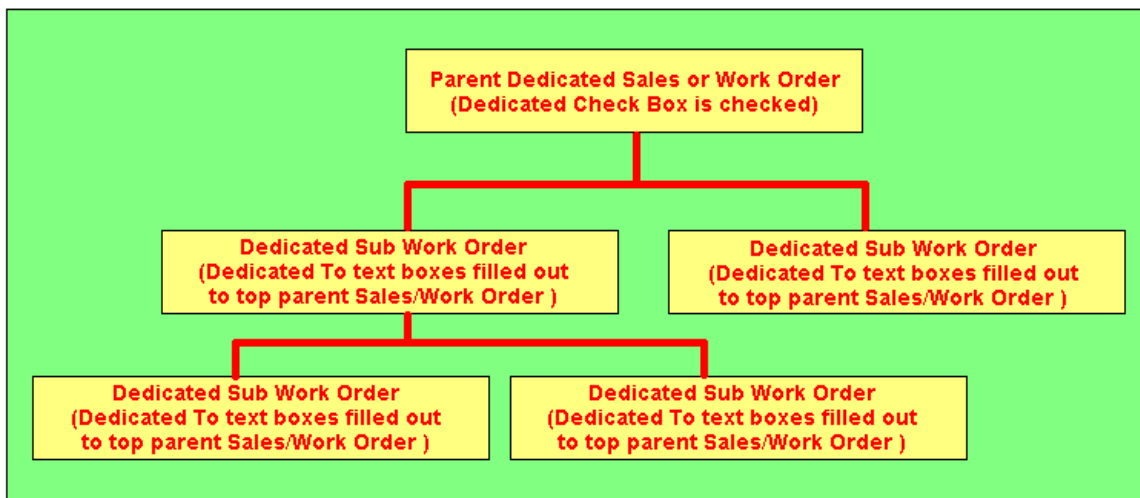 Parent Dedicated Sales or Work Order
(Dedicated Check Box is checked)
Dedicated Sub Work Order
(Dedicated To text boxes filled out
to top parent Sales/Work Order )
Dedicated Sub Work Order
(Dedicated To text boxes filled out
to top parent Sales/Work Order )
Dedicated Sub Work Order
(Dedicated To text boxes filled out
to top parent Sales/Work Order )
Dedicated Sub Work Order
(Dedicated To text boxes filled out
to top parent Sales/Work Order )